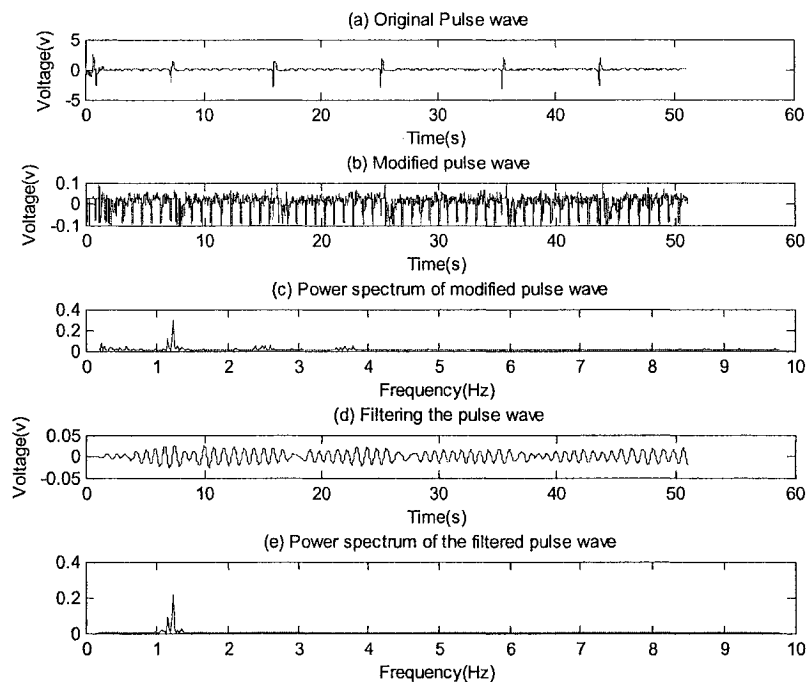 (a) Original Pulse wave
Voltage(v)
5
0
-5
0 10 20 30 40 50 60
Time(s)
(b) Modified pulse wave
Voltage(v)
0.1
0
-0.1
0 10 20 30 40 50 60
Time(s)
(c) Power spectrum of modified pulse wave
0.4
0.2
0
0 1 2 3 4 5 6 7 8 9 10
Frequency(Hz)
(d) Filtering the pulse wave
Voltage(v)
0.05
0
-0.05
0 10 20 30 40 50 60
Time(s)
(e) Power spectrum of the filtered pulse wave
0.4
0.2
0
0 1 2 3 4 5 6 7 8 9 10
Frequency(Hz)